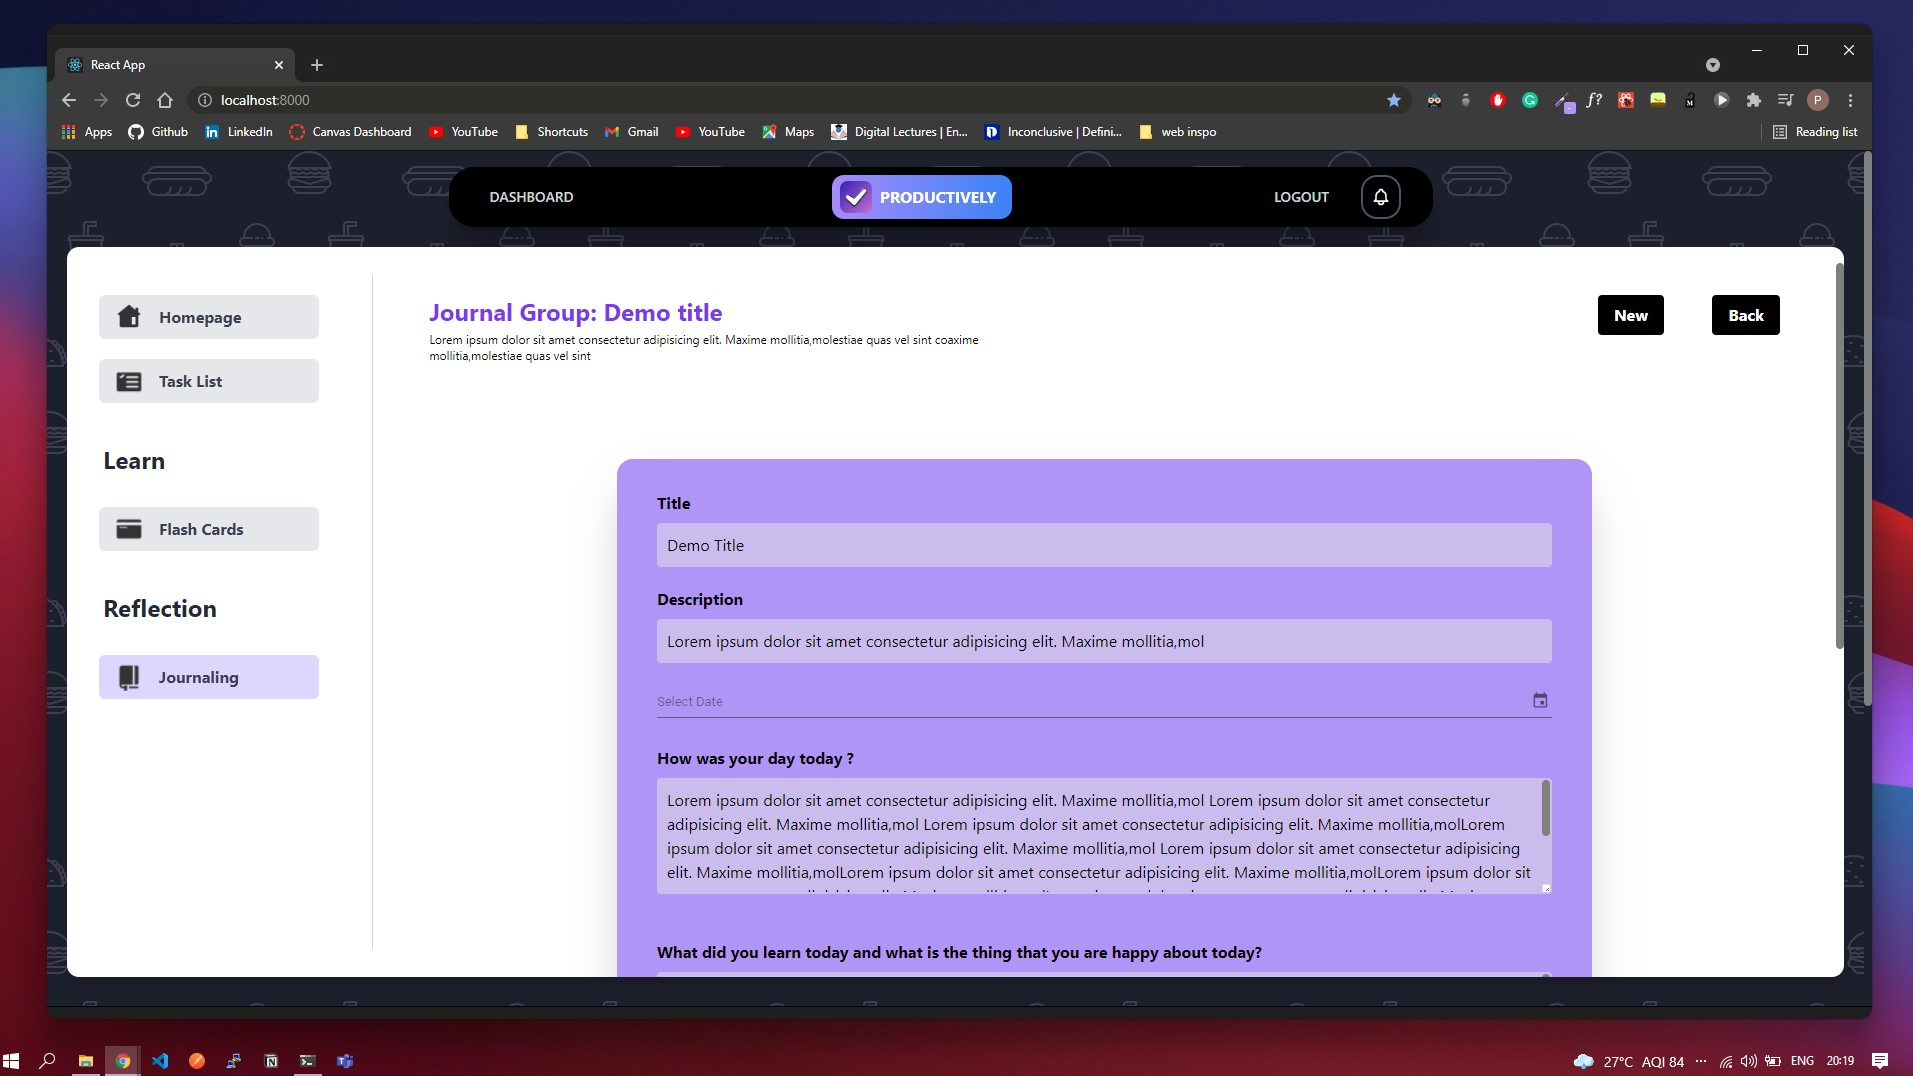 React App
localhost:8000
Apps Github LinkedIn Canvas Dashboard YouTube Shortcuts Gmail YouTube Maps Digital Lectures | En... Inconclusive | Defini... web inspo Reading list
DASHBOARD PRODUCTIVELY LOGOUT
Homepage
Task List
Learn
Flash Cards
Reflection
Journaling
Journal Group: Demo title
Lorem ipsum dolor sit amet consectetur adipisicing elit. Maxime mollitia,molestiae quas vel sint coaxime
mollitia,molestiae quas vel sint
New Back
Title
Demo Title
Description
Lorem ipsum dolor sit amet consectetur adipisicing elit. Maxime mollitia,mol
Select Date
How was your day today ?
Lorem ipsum dolor sit amet consectetur adipisicing elit. Maxime mollitia,mol Lorem ipsum dolor sit amet consectetur
adipisicing elit. Maxime mollitia,mol Lorem ipsum dolor sit amet consectetur adipisicing elit. Maxime mollitia,molLorem
ipsum dolor sit amet consectetur adipisicing elit. Maxime mollitia,mol Lorem ipsum dolor sit amet consectetur adipisicing
elit. Maxime mollitia,molLorem ipsum dolor sit amet consectetur adipisicing elit. Maxime mollitia,molLorem ipsum dolor sit
What did you learn today and what is the thing that you are happy about today?
27°C AQI 84 ··· ENG 20:19